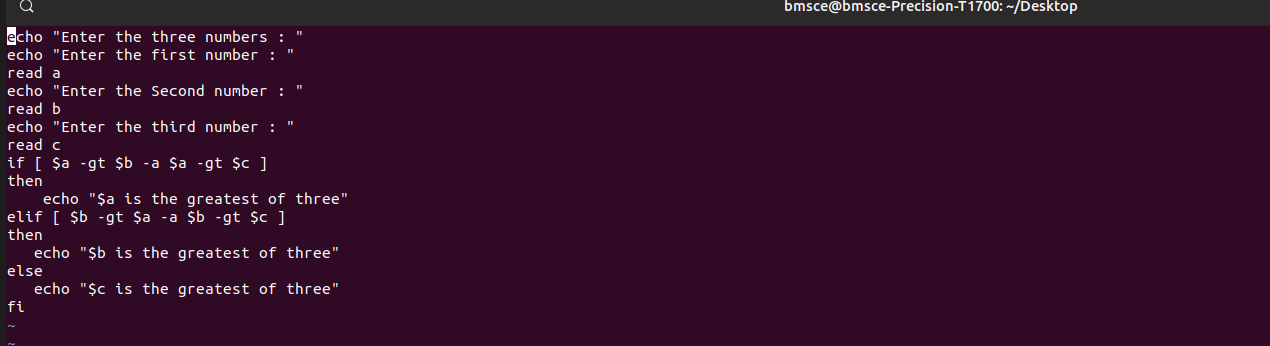 bmsce@bmsce-Precision-T1700: ~/Desktop
echo "Enter the three numbers : "
echo "Enter the first number : "
read a
echo "Enter the Second number : "
read b
echo "Enter the third number : "
read c
if [ $a -gt $b -a $a -gt $c ]
then
    echo "$a is the greatest of three"
elif [ $b -gt $a -a $b -gt $c ]
then
   echo "$b is the greatest of three"
else
   echo "$c is the greatest of three"
fi
~
~